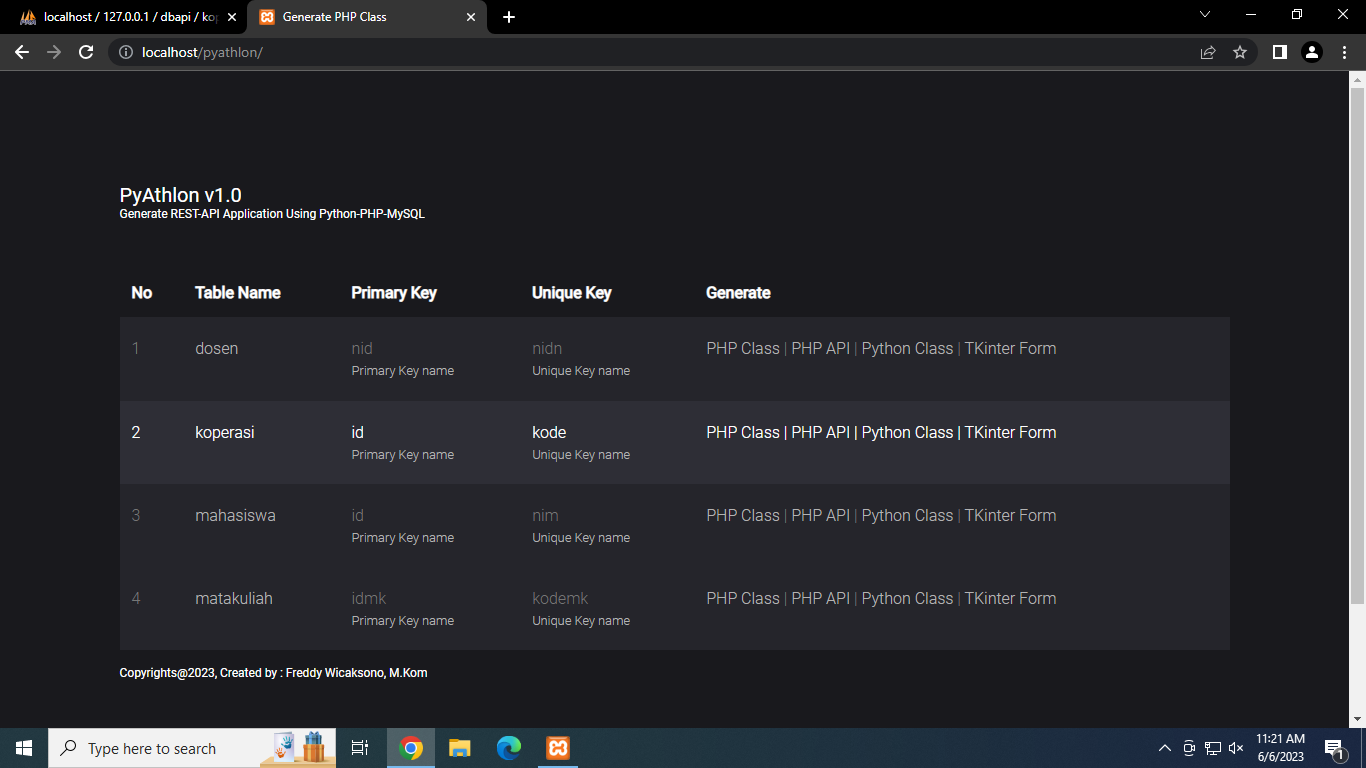 localhost / 127.0.0.1 / dbapi / kop
Generate PHP Class
localhost/pyathlon/
PyAthlon v1.0
Generate REST-API Application Using Python-PHP-MySQL
No Table Name Primary Key Unique Key Generate
1 dosen nid nidn PHP Class | PHP API | Python Class | TKinter Form
Primary Key name Unique Key name
2 koperasi id kode PHP Class | PHP API | Python Class | TKinter Form
Primary Key name Unique Key name
3 mahasiswa id nim PHP Class | PHP API | Python Class | TKinter Form
Primary Key name Unique Key name
4 matakuliah idmk kodemk PHP Class | PHP API | Python Class | TKinter Form
Primary Key name Unique Key name
Copyrights@2023, Created by : Freddy Wicaksono, M.Kom
Type here to search
11:21 AM
6/6/2023
1